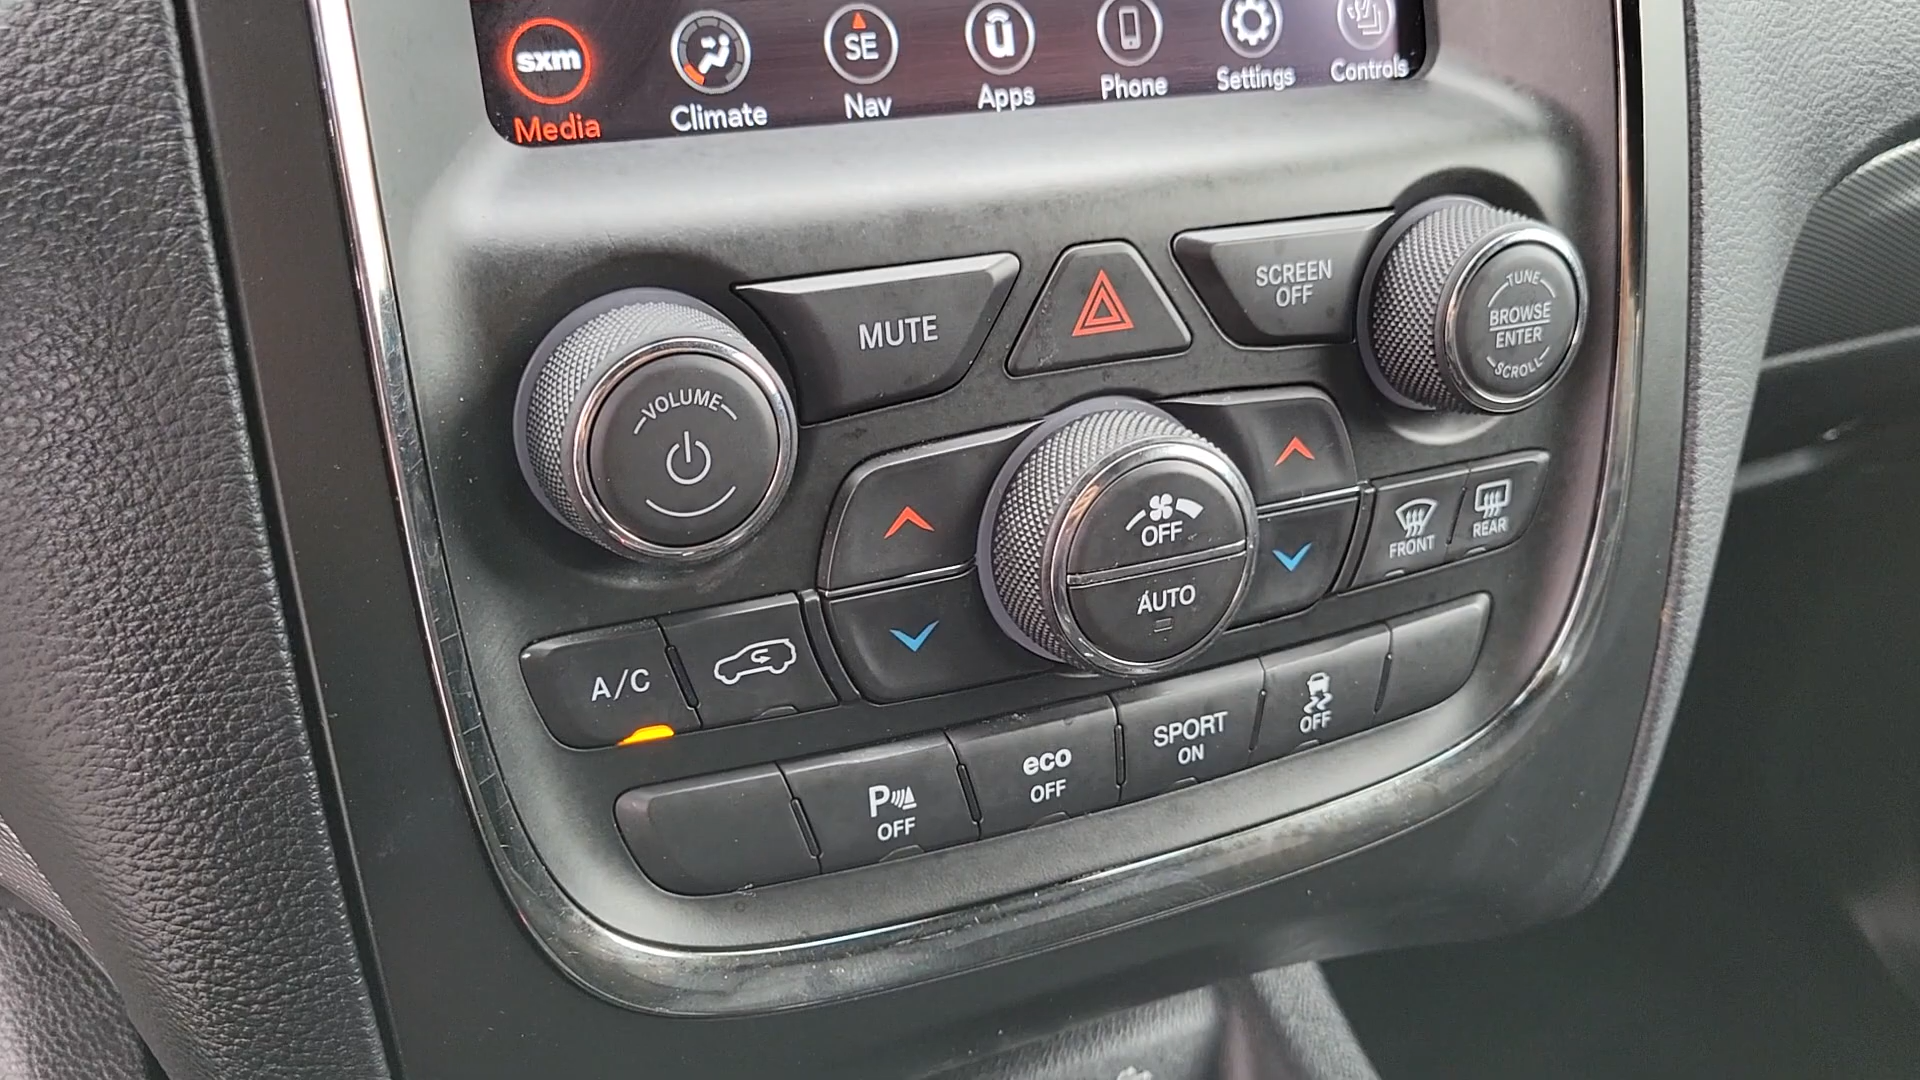 sxm
Media
Climate
SE
Nav
Apps
Phone
Settings
Controls
MUTE
SCREEN
OFF
TUNE
BROWSE
ENTER
SCROLL
VOLUME
OFF
AUTO
FRONT
REAR
A/C
P
OFF
eco
OFF
SPORT
ON
OFF